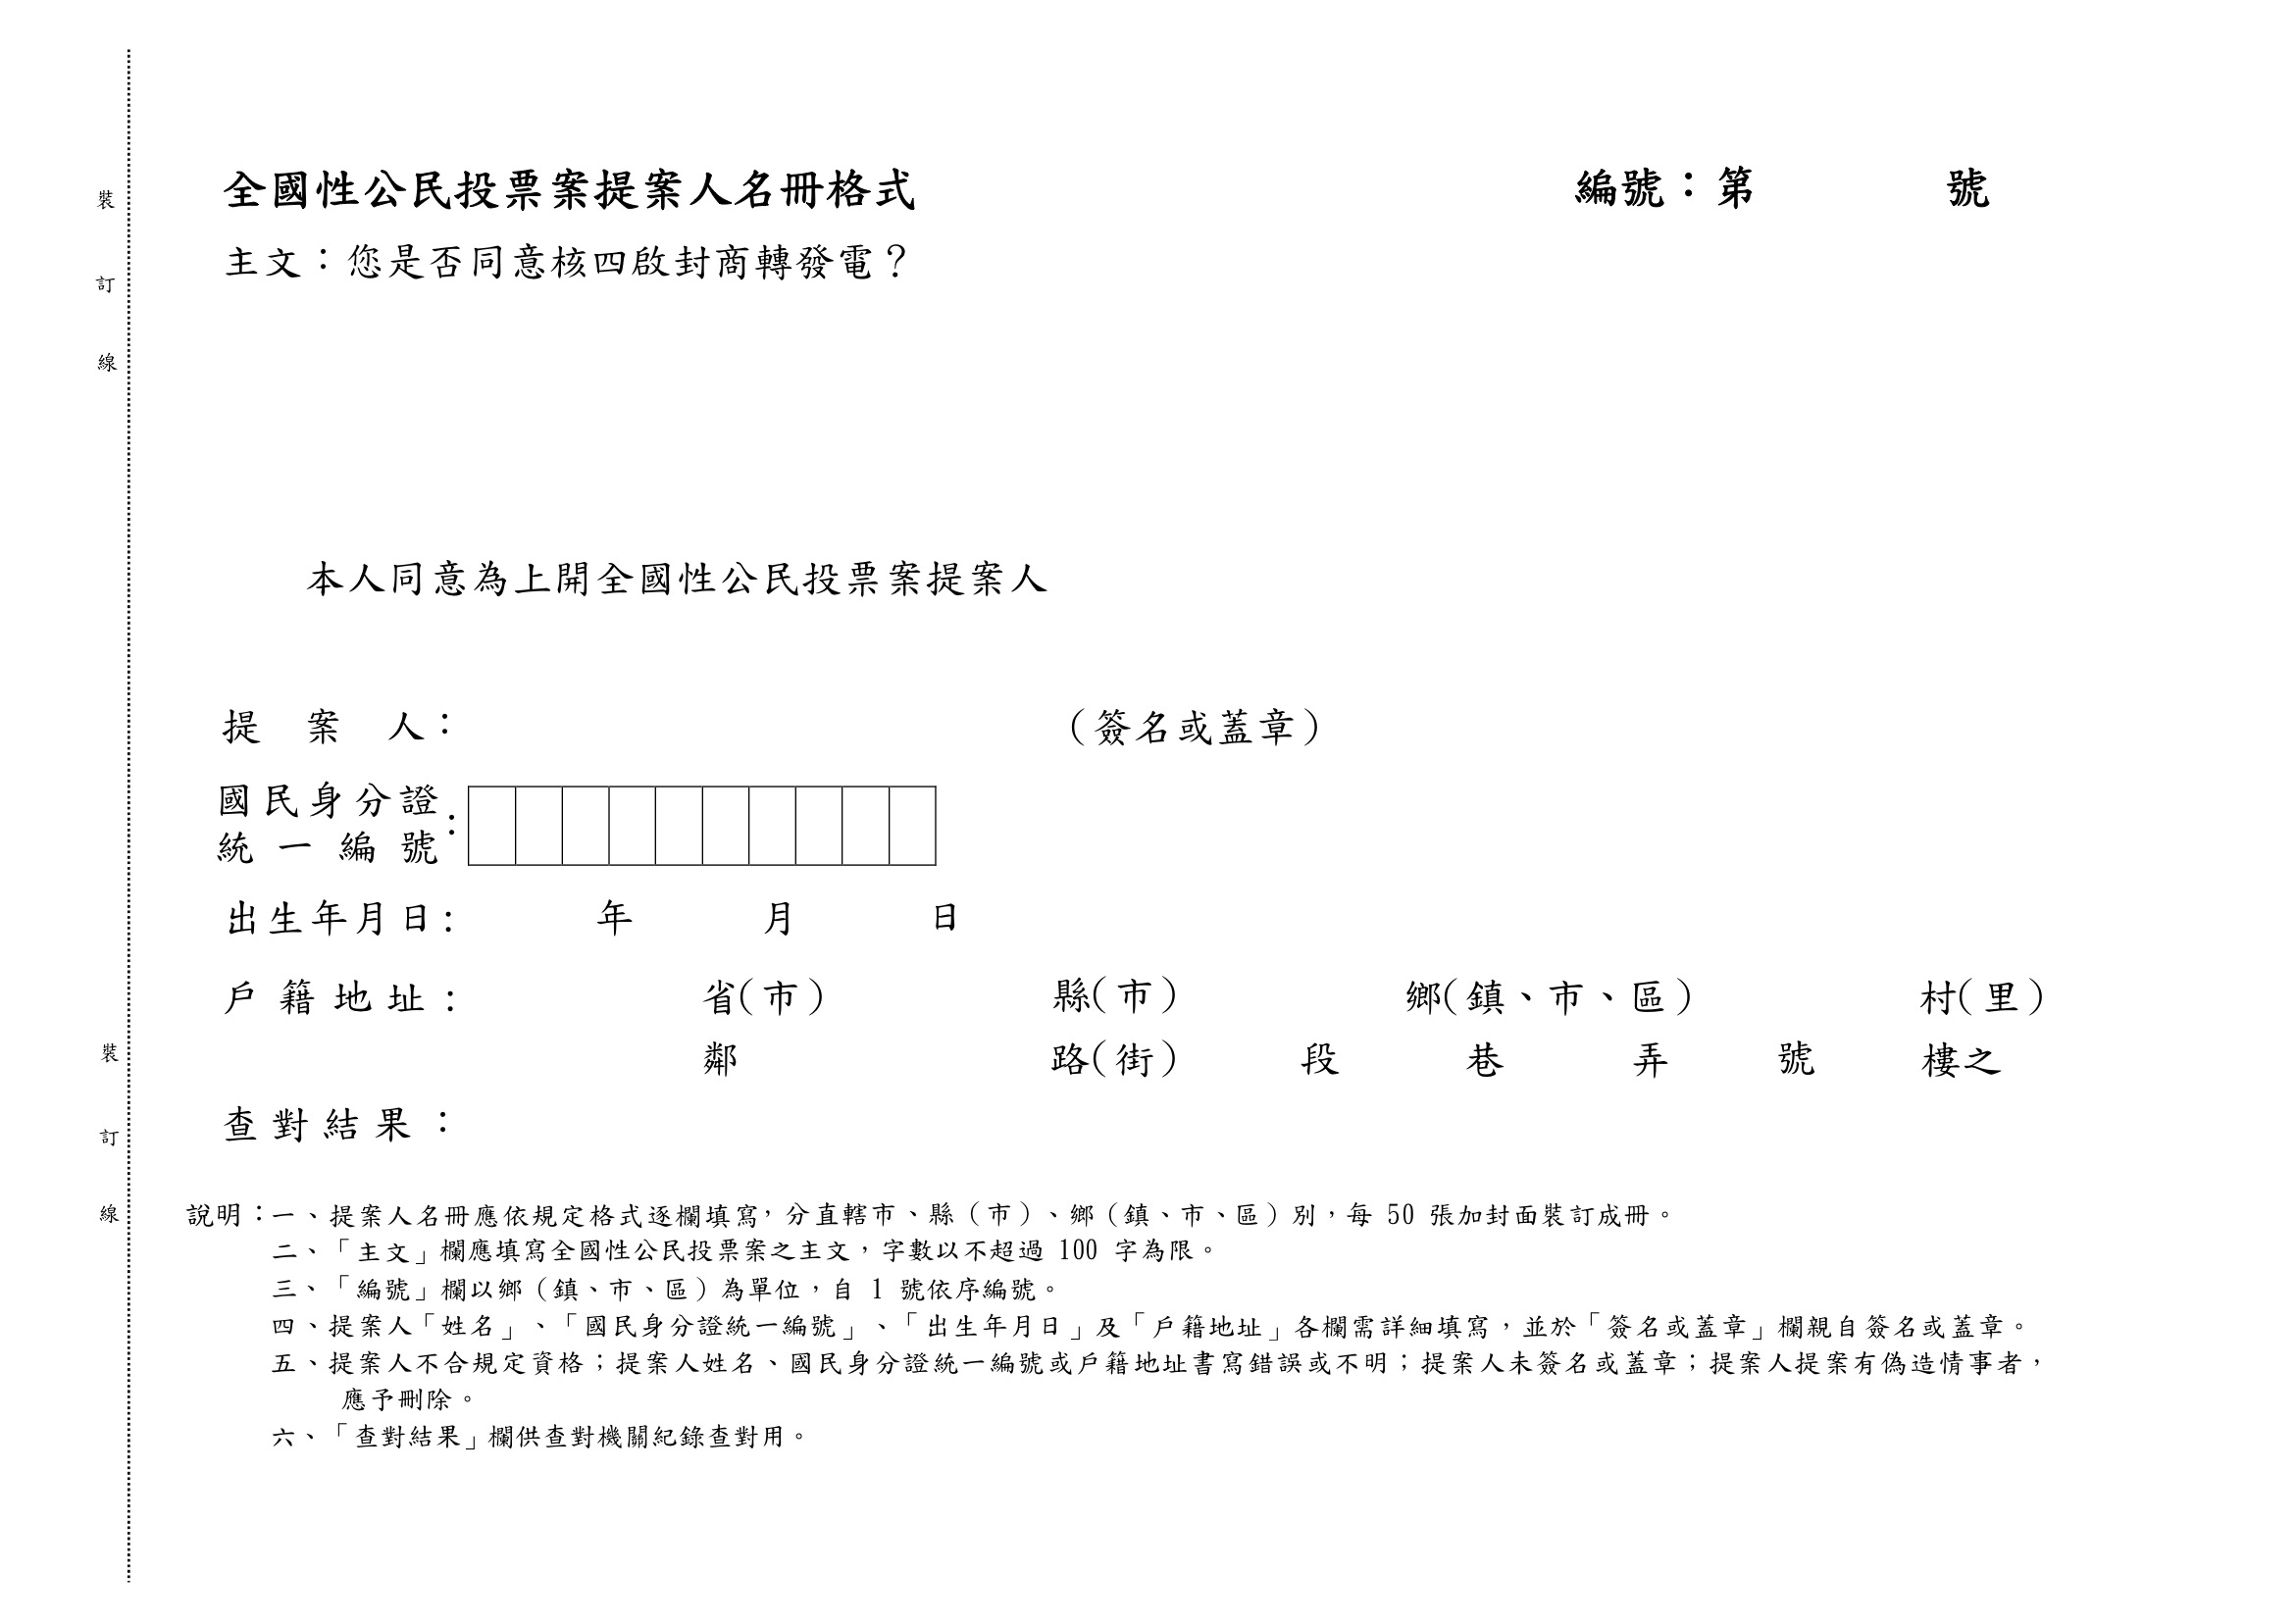 全國性公民投票案提案人名冊格式 編號：第 號
主文：您是否同意核四啟封商轉發電？
本人同意為上開全國性公民投票案提案人
提案人： （簽名或蓋章）
國民身分證
統一編號：
出生年月日： 年 月 日
戶籍地址： 省(市) 縣(市) 鄉(鎮、市、區) 村(里)
鄰 路(街) 段 巷 弄 號 樓之
查對結果：
說明：一、提案人名冊應依規定格式逐欄填寫，分直轄市、縣（市）、鄉（鎮、市、區）別，每 50 張加封面裝訂成冊。
二、「主文」欄應填寫全國性公民投票案之主文，字數以不超過 100 字為限。
三、「編號」欄以鄉（鎮、市、區）為單位，自 1 號依序編號。
四、提案人「姓名」、「國民身分證統一編號」、「出生年月日」及「戶籍地址」各欄需詳細填寫，並於「簽名或蓋章」欄親自簽名或蓋章。
五、提案人不合規定資格；提案人姓名、國民身分證統一編號或戶籍地址書寫錯誤或不明；提案人未簽名或蓋章；提案人提案有偽造情事者，
應予刪除。
六、「查對結果」欄供查對機關紀錄查對用。
裝
訂
線
裝
訂
線